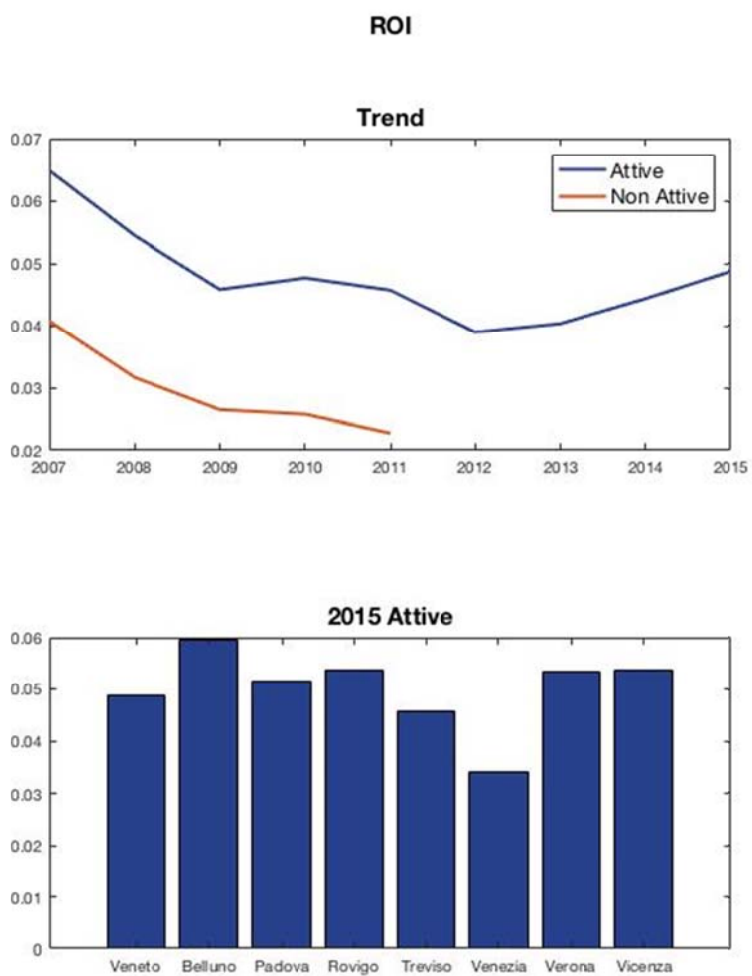 ROI
Trend
0.07
0.06
0.05
0.04
0.03
0.02
Attive
Non Attive
2007 2008 2009 2010 2011 2012 2013 2014 2015
2015 Attive
0.06
0.05
0.04
0.03
0.02
0.01
0
Veneto Belluno Padova Rovigo Treviso Venezia Verona Vicenza